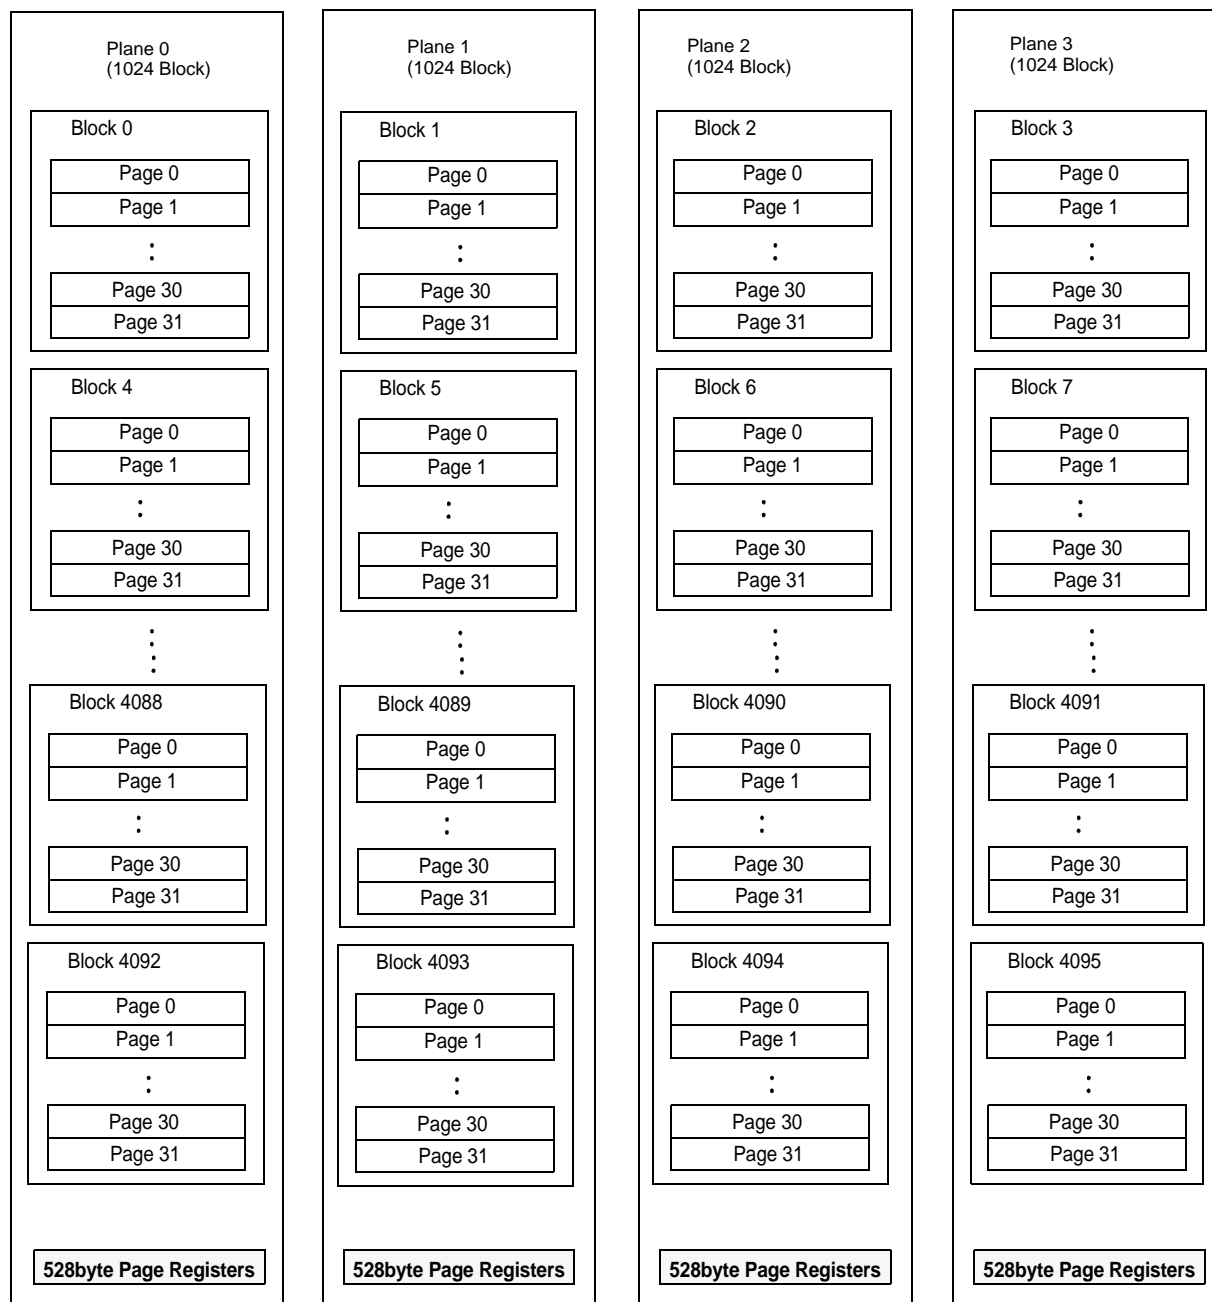 Plane 0
(1024 Block)
Block 0
Page 0
Page 1
Page 30
Page 31
Block 4
Page 0
Page 1
Page 30
Page 31
Block 4088
Page 0
Page 1
Page 30
Page 31
Block 4092
Page 0
Page 1
Page 30
Page 31
528byte Page Registers
Plane 1
(1024 Block)
Block 1
Page 0
Page 1
Page 30
Page 31
Block 5
Page 0
Page 1
Page 30
Page 31
Block 4089
Page 0
Page 1
Page 30
Page 31
Block 4093
Page 0
Page 1
Page 30
Page 31
528byte Page Registers
Plane 2
(1024 Block)
Block 2
Page 0
Page 1
Page 30
Page 31
Block 6
Page 0
Page 1
Page 30
Page 31
Block 4090
Page 0
Page 1
Page 30
Page 31
Block 4094
Page 0
Page 1
Page 30
Page 31
528byte Page Registers
Plane 3
(1024 Block)
Block 3
Page 0
Page 1
Page 30
Page 31
Block 7
Page 0
Page 1
Page 30
Page 31
Block 4091
Page 0
Page 1
Page 30
Page 31
Block 4095
Page 0
Page 1
Page 30
Page 31
528byte Page Registers